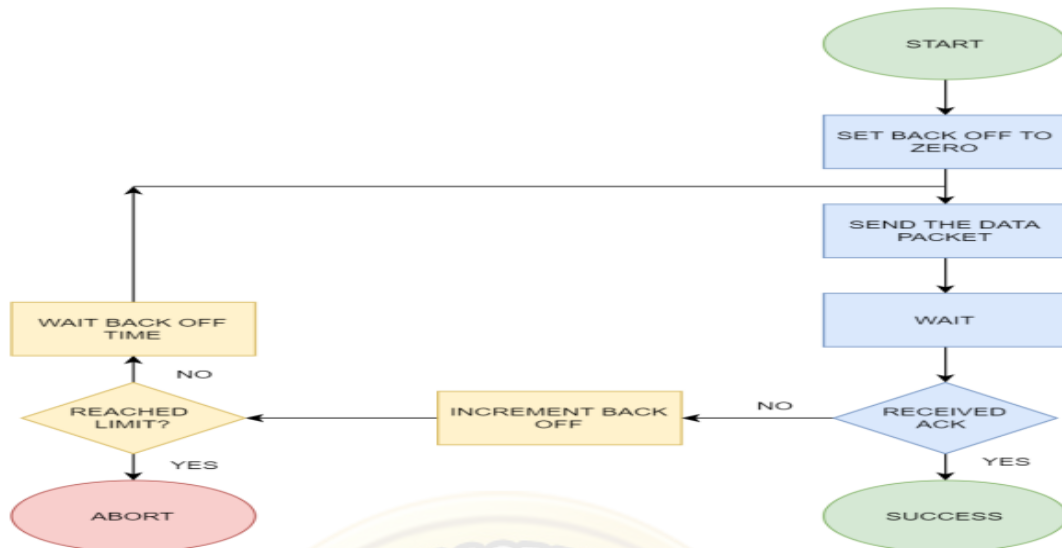 START
SET BACK OFF TO
ZERO
SEND THE DATA
PACKET
WAIT
RECEIVED
ACK
YES
SUCCESS
NO
INCREMENT BACK
OFF
REACHED
LIMIT?
NO
WAIT BACK OFF
TIME
YES
ABORT